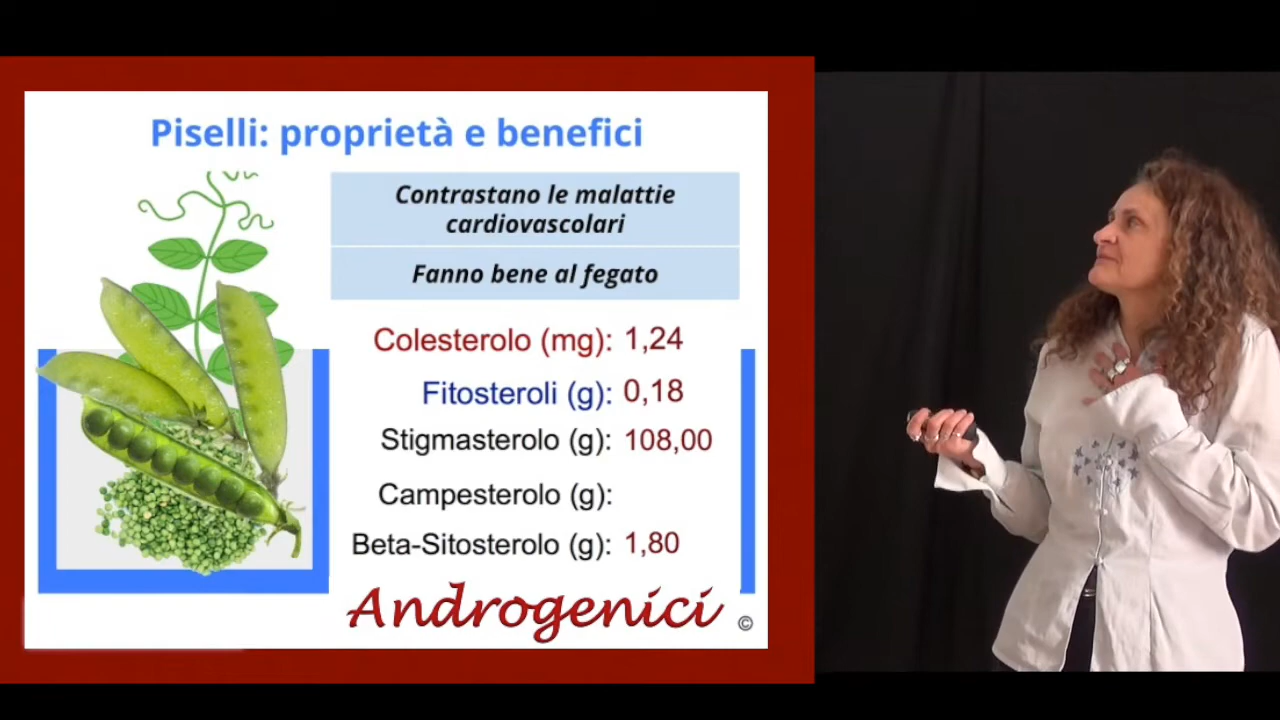 Piselli: proprietà e benefici
Contrastano le malattie
cardiovascolari
Fanno bene al fegato
Colesterolo (mg): 1,24
Fitosteroli (g): 0,18
Stigmasterolo (g): 108,00
Campesterolo (g):
Beta-Sitosterolo (g): 1,80
Androgenici
©